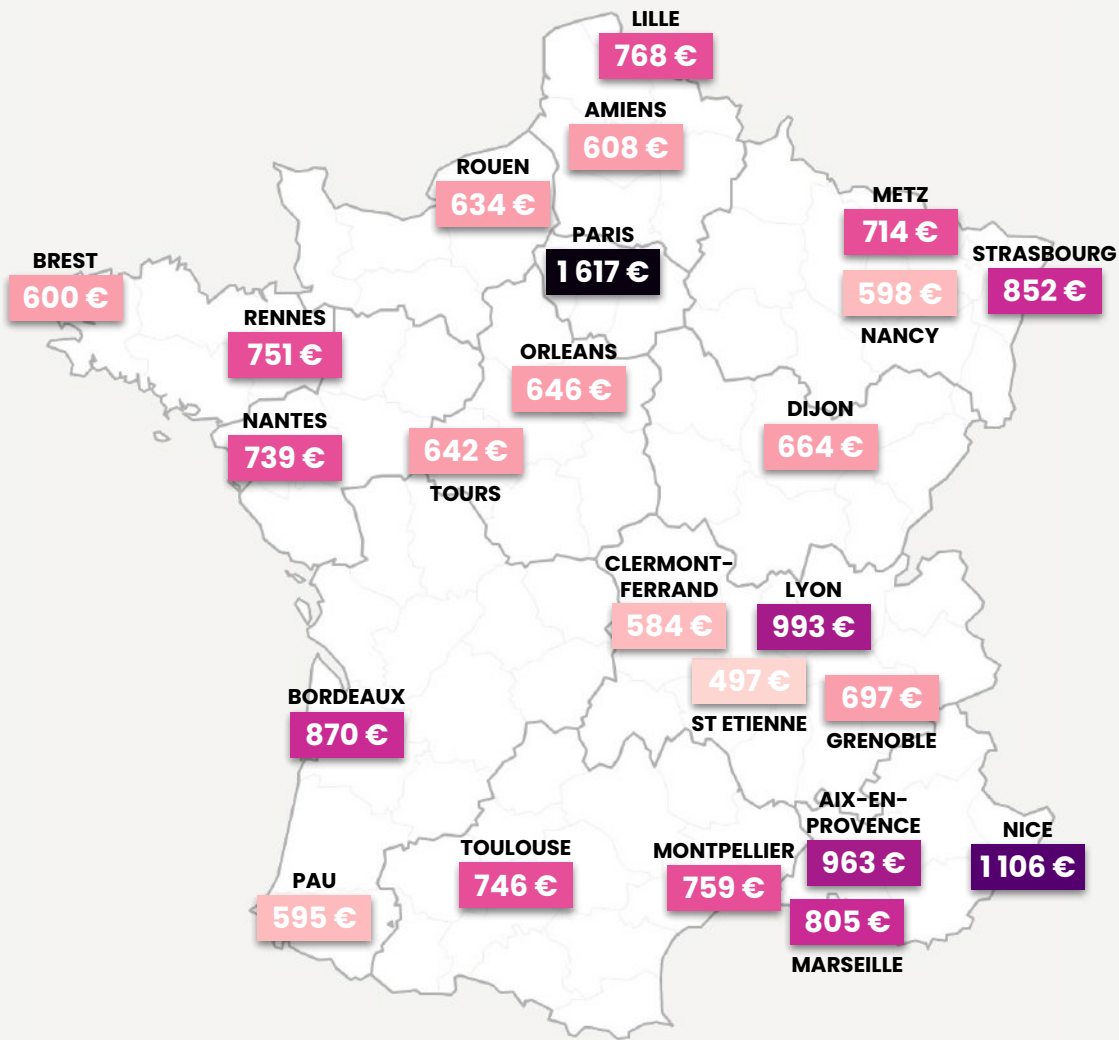 LILLE
768 €
AMIENS
608 €
ROUEN
634 €
METZ
714 €
PARIS
1 617 €
STRASBOURG
852 €
BREST
600 €
598 €
NANCY
RENNES
751 €
ORLEANS
646 €
DIJON
664 €
NANTES
739 €
642 €
TOURS
CLERMONT-
FERRAND
584 €
LYON
993 €
497 €
ST ETIENNE
697 €
GRENOBLE
BORDEAUX
870 €
AIX-EN-
PROVENCE
963 €
NICE
1 106 €
TOULOUSE
746 €
MONTPELLIER
759 €
PAU
595 €
805 €
MARSEILLE